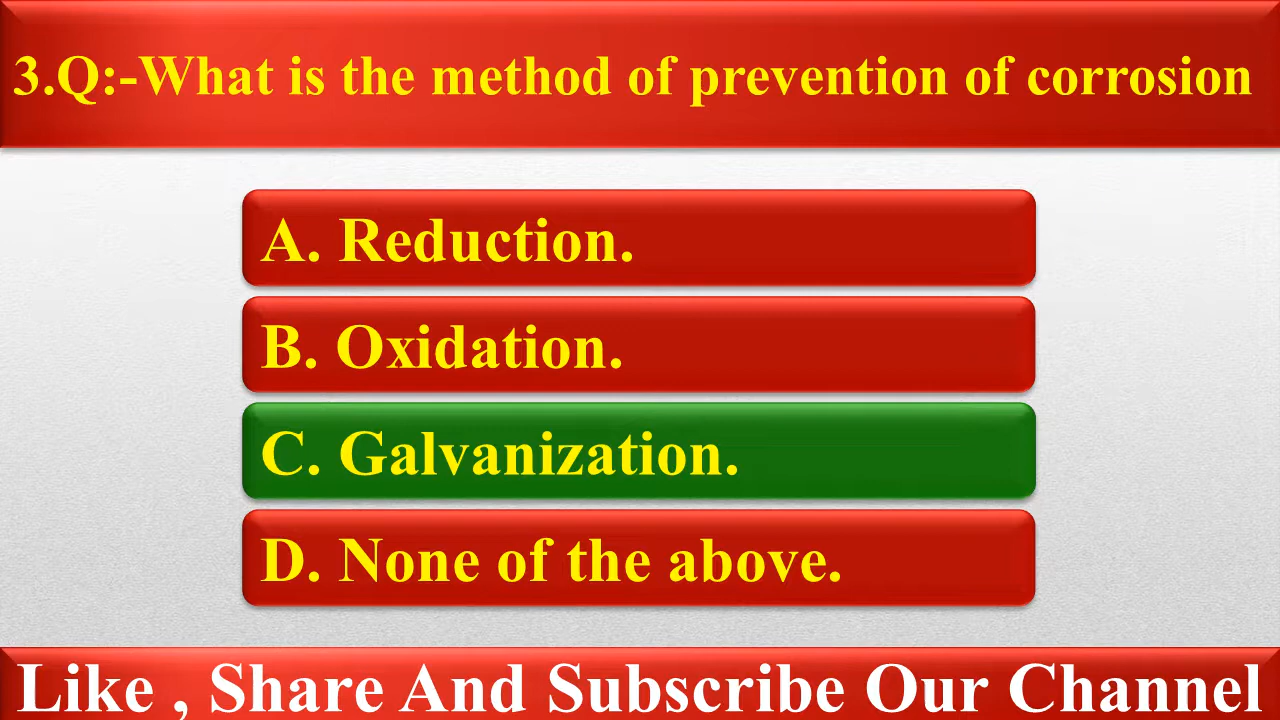 3.Q:-What is the method of prevention of corrosion
A. Reduction.
B. Oxidation.
C. Galvanization.
D. None of the above.
Like , Share And Subscribe Our Channel